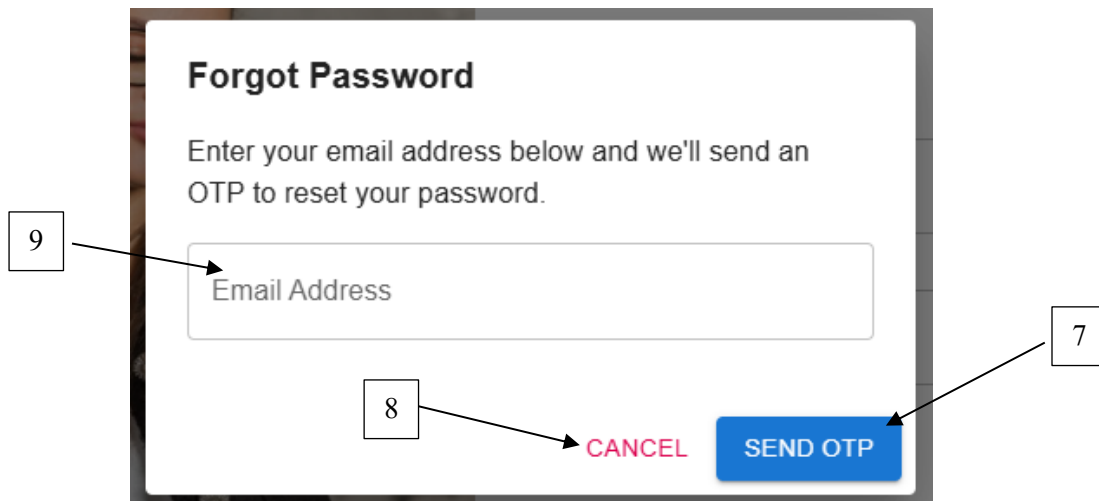 Forgot Password
Enter your email address below and we'll send an
OTP to reset your password.
9
Email Address
7
8
CANCEL
SEND OTP